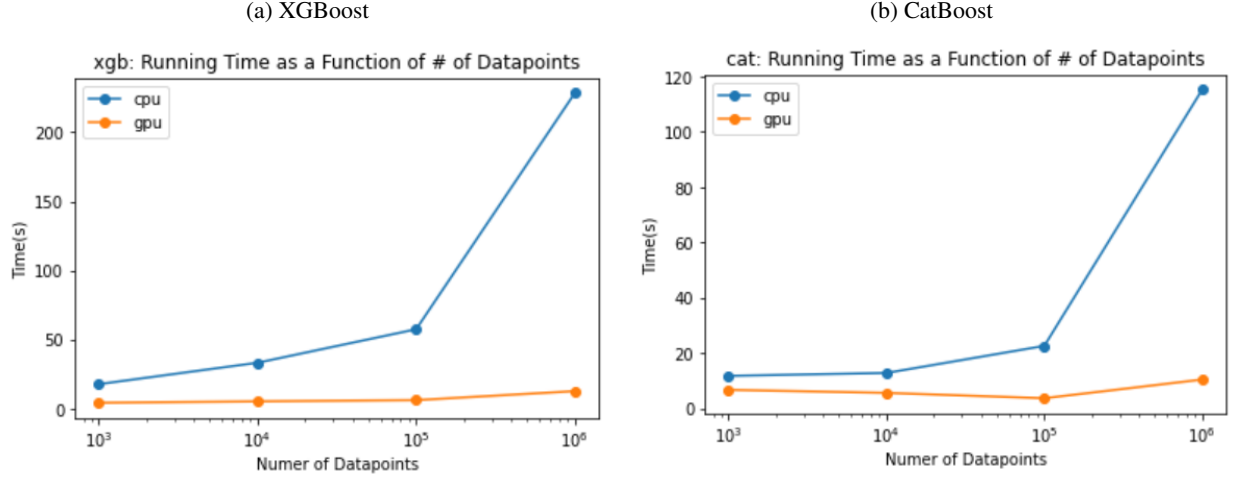 (a) XGBoost
xgb: Running Time as a Function of # of Datapoints
cpu
gpu
200
150
100
50
0
Time(s)
10³
10⁴
10⁵
10⁶
Numer of Datapoints
(b) CatBoost
cat: Running Time as a Function of # of Datapoints
cpu
gpu
120
100
80
60
40
20
0
Time(s)
10³
10⁴
10⁵
10⁶
Numer of Datapoints